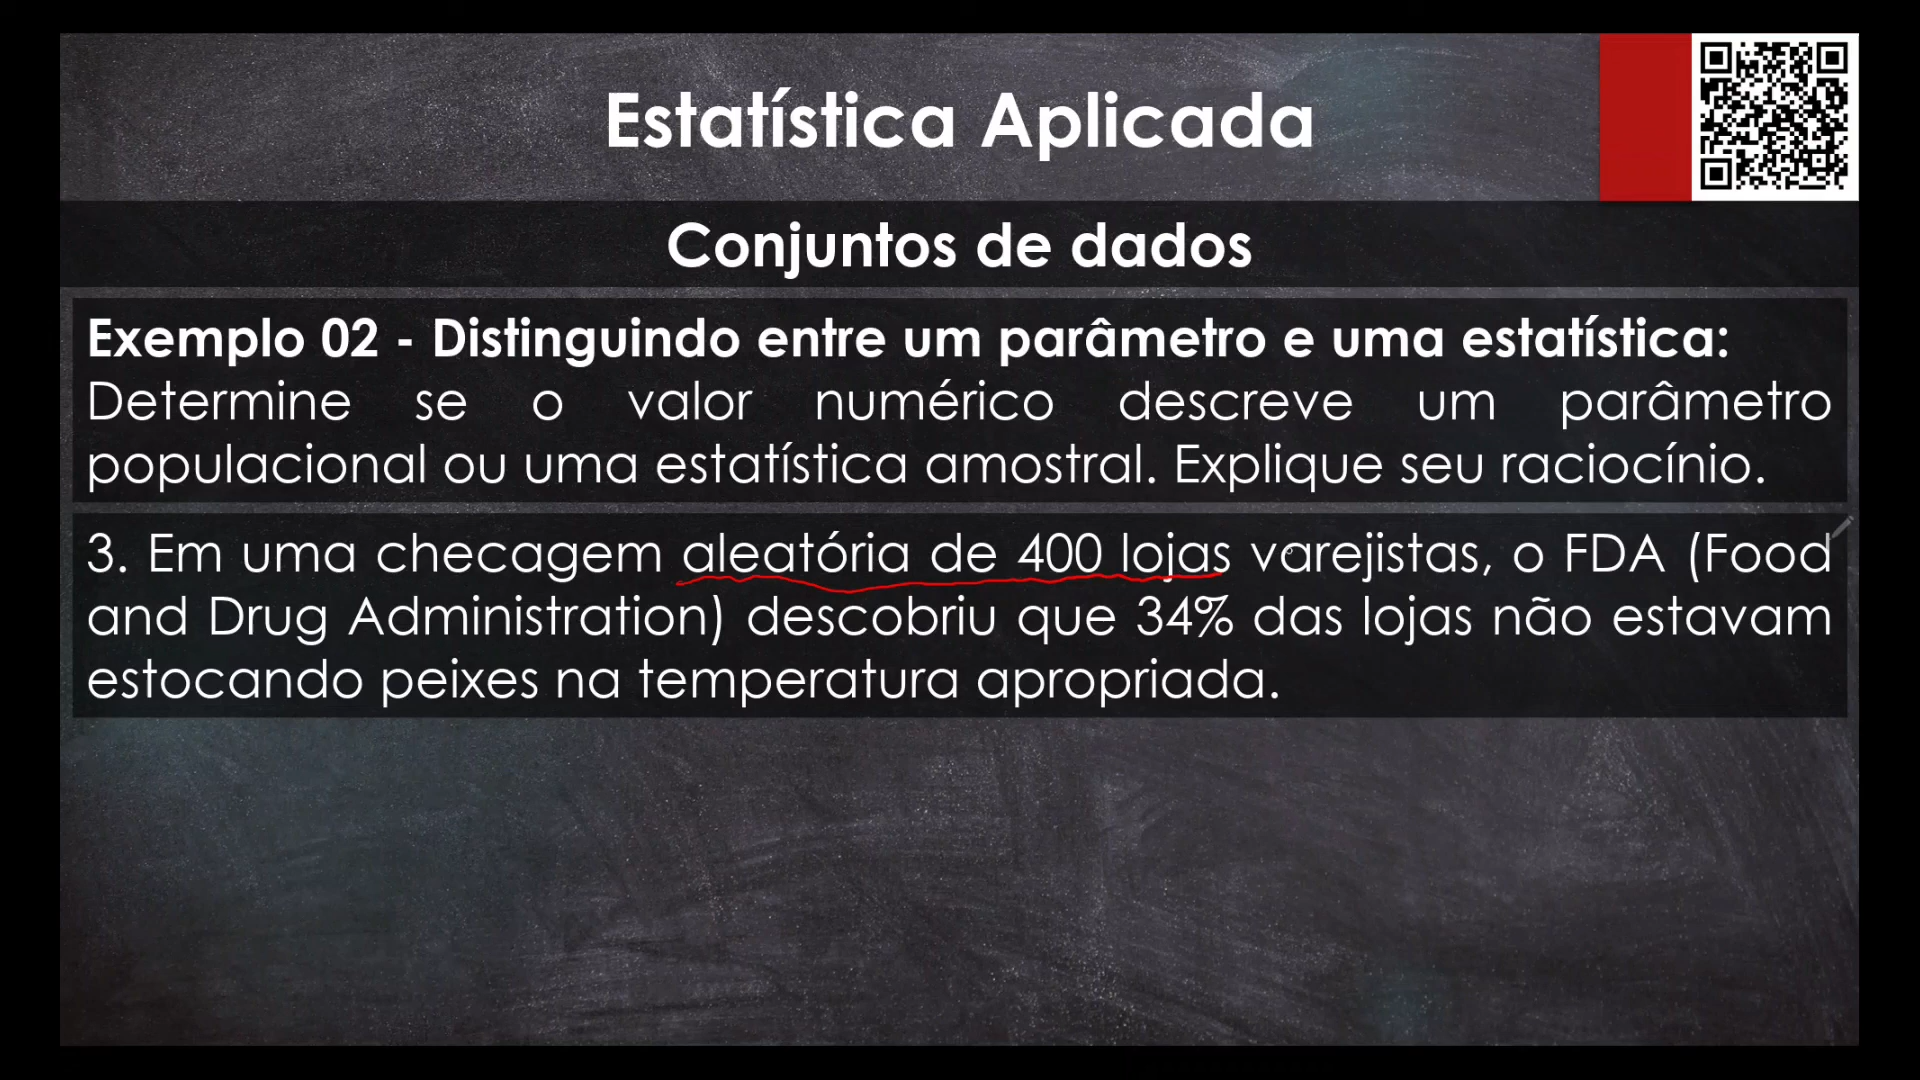 Estatística Aplicada
Conjuntos de dados
Exemplo 02 - Distinguindo entre um parâmetro e uma estatística:
Determine se o valor numérico descreve um parâmetro
populacional ou uma estatística amostral. Explique seu raciocínio.
3. Em uma checagem aleatória de 400 lojas varejistas, o FDA (Food
and Drug Administration) descobriu que 34% das lojas não estavam
estocando peixes na temperatura apropriada.